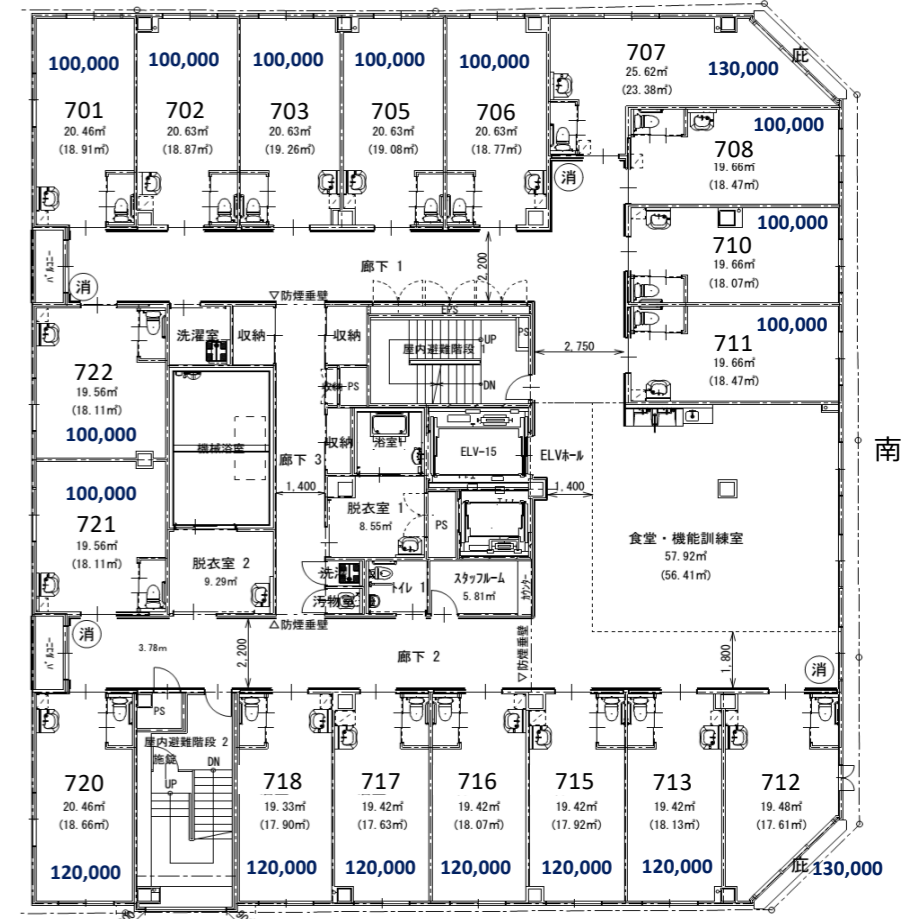 100,000
701
20.46㎡
(18.91㎡)
100,000
702
20.63㎡
(18.87㎡)
100,000
703
20.63㎡
(19.26㎡)
100,000
705
20.63㎡
(19.08㎡)
100,000
706
20.63㎡
(18.77㎡)
707
25.62㎡
(23.38㎡)
130,000
庇
消
100,000
708
19.66㎡
(18.47㎡)
100,000
710
19.66㎡
(18.07㎡)
100,000
711
19.66㎡
(18.47㎡)
バルコニー
消
廊下 1
2,200
▽防煙垂壁
EPS
洗濯室
収納
収納
屋内避難階段 1
UP
DN
PS
2,750
722
19.56㎡
(18.11㎡)
100,000
機械浴室
PS
収納
浴室1
ELV-15
ELVホール
1,400
南
廊下 3
1,400
脱衣室 1
8.55㎡
PS
食堂・機能訓練室
57.92㎡
(56.41㎡)
100,000
721
19.56㎡
(18.11㎡)
脱衣室 2
9.29㎡
汚物室
トイレ 1
スタッフルーム
5.81㎡
カウンター
△防煙垂壁
▽防煙垂壁
バルコニー
消
3.78m
2,200
廊下 2
1,800
消
PS
屋内避難階段 2
施錠
DN
UP
720
20.46㎡
(18.66㎡)
120,000
718
19.33㎡
(17.90㎡)
120,000
717
19.42㎡
(17.63㎡)
120,000
716
19.42㎡
(18.07㎡)
120,000
715
19.42㎡
(17.92㎡)
120,000
713
19.42㎡
(18.13㎡)
120,000
712
19.48㎡
(17.61㎡)
庇
130,000